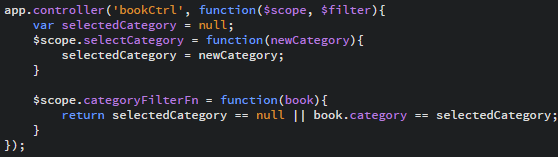 app.controller('bookCtrl', function($scope, $filter){
    var selectedCategory = null;
    $scope.selectCategory = function(newCategory){
        selectedCategory = newCategory;
    }

    $scope.categoryFilterFn = function(book){
        return selectedCategory == null || book.category == selectedCategory;
    }
});